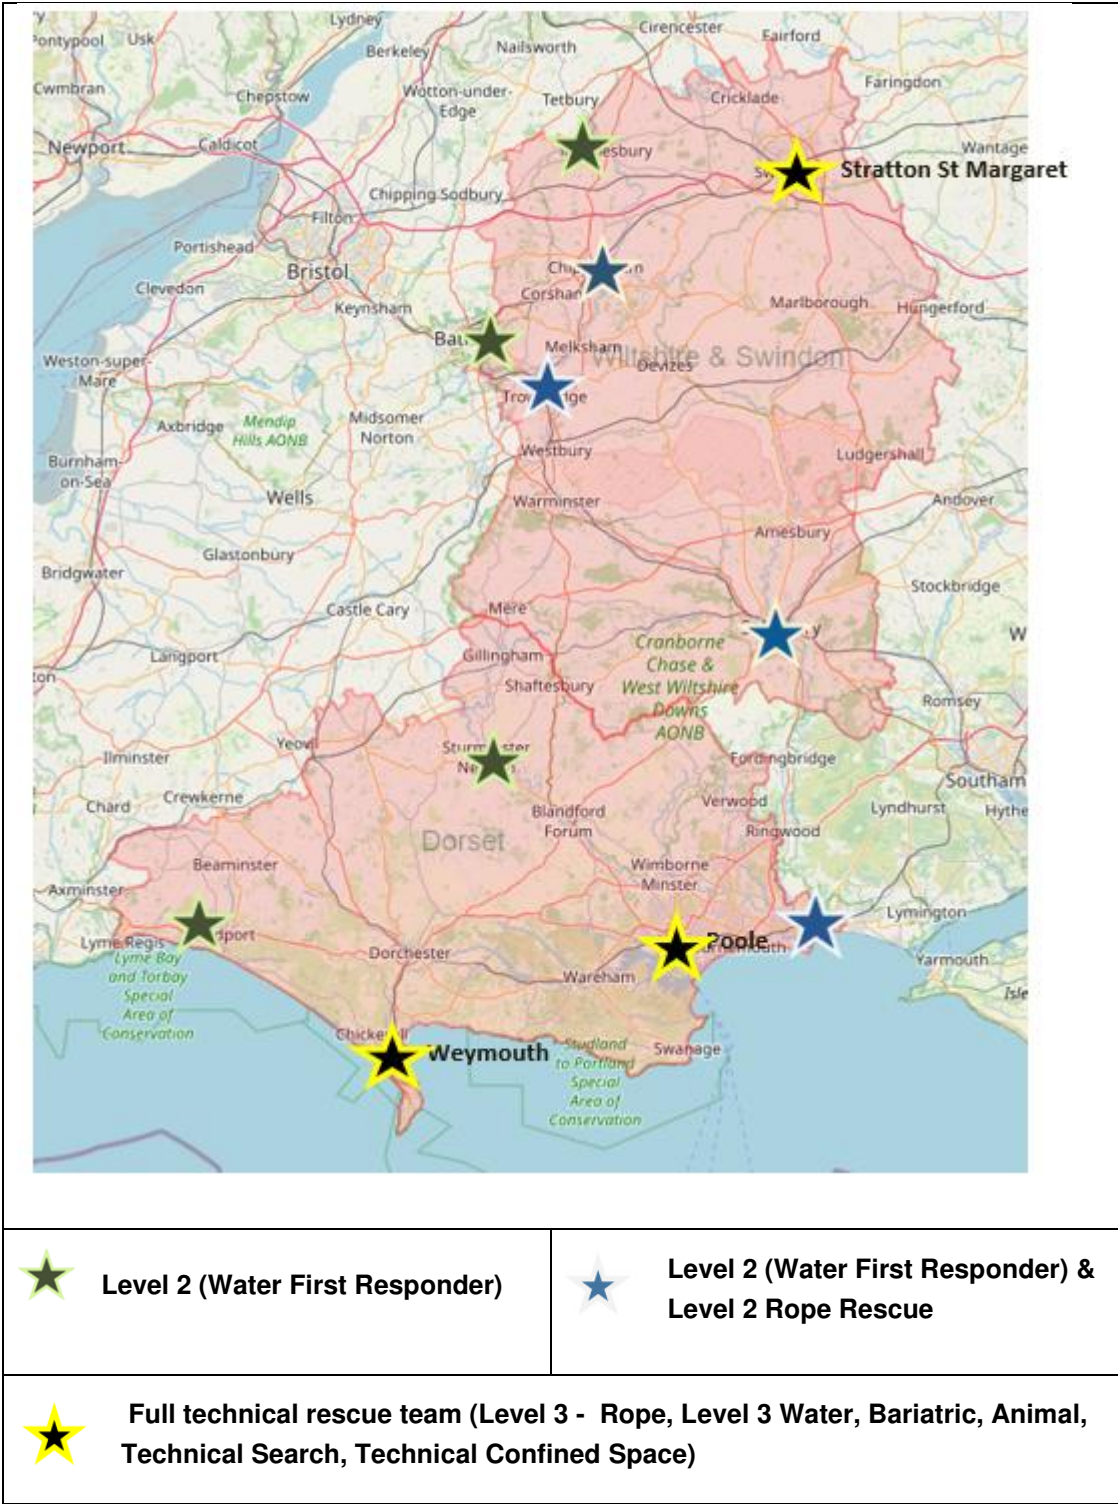 Lydney
Cirencester
Fairford
Pontypool
Usk
Berkeley
Nailsworth
Faringdon
Cwmbran
Chepstow
Wotton-under-
Edge
Tetbury
Cricklade
Newport
Caldicot
esbury
Wantage
Stratton St Margaret
Chipping Sodbury
Filton
Portishead
Bristol
Clevedon
Corsham
Keynsham
Marlborough
Hungerford
Melksham
Wiltshire & Swindon
Devizes
Weston-super-
Mare
Axbridge
Mendip
Hills AONB
Midsomer
Norton
Westbury
Ludgershall
Burnham-
on-Sea
Wells
Warminster
Andover
Amesbury
Glastonbury
Bridgwater
Stockbridge
Castle Cary
Mere
Langport
Gillingham
Cranborne
Chase &
West Wiltshire
Downs
AONB
Shaftesbury
Romsey
Yeovil
Ilminster
Fordingbridge
Southam
Crewkerne
Chard
Verwood
Lyndhurst
Hythe
Blandford
Forum
Ringwood
Dorset
Beaminster
Wimborne
Minster
Axminster
Lymington
Lyme Regis
dport
Poole
Dorchester
Lyme Bay
and Torbay
Special
Area of
Conservation
Wareham
Yarmouth
Isle
Weymouth
Studland
to Portland
Special
Area of
Conservation
Swanage
Level 2 (Water First Responder)
Level 2 (Water First Responder) &
Level 2 Rope Rescue
Full technical rescue team (Level 3 - Rope, Level 3 Water, Bariatric, Animal,
Technical Search, Technical Confined Space)